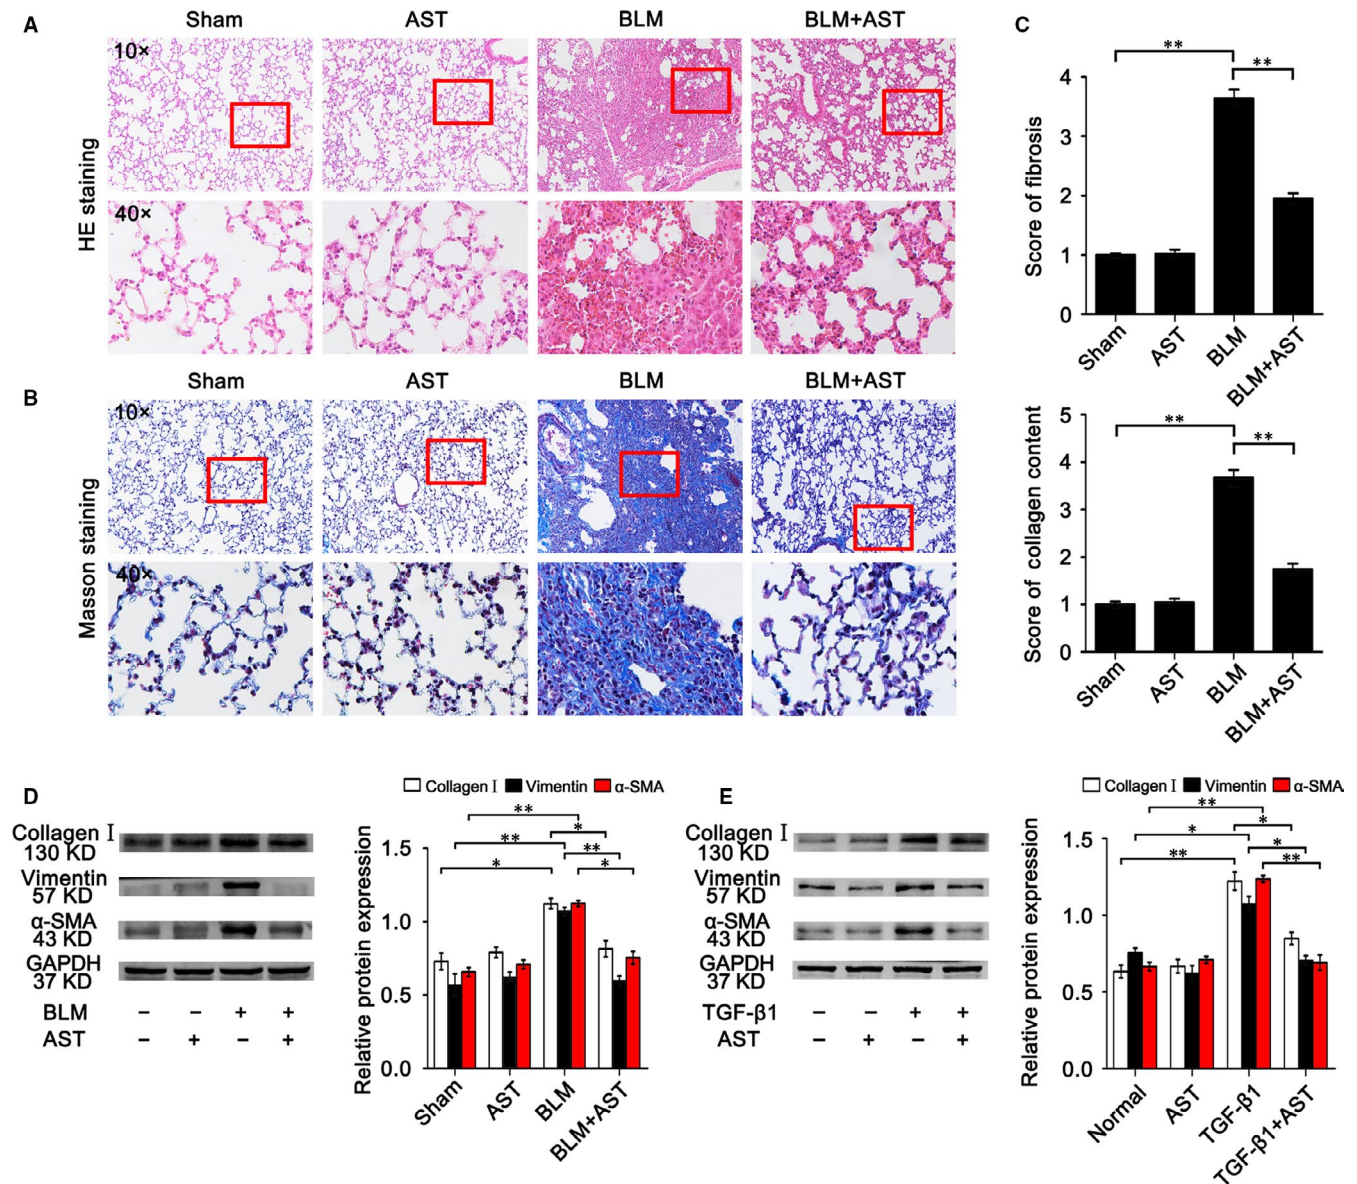 A
Sham
AST
BLM
BLM+AST
10×
HE staining
40×
B
Sham
AST
BLM
BLM+AST
10×
Masson staining
40×
C
**
**
Score of fibrosis
4
3
2
1
0
Sham
AST
BLM
BLM+AST
**
**
Score of collagen content
5
4
3
2
1
0
Sham
AST
BLM
BLM+AST
D
Collagen I
130 KD
Vimentin
57 KD
α-SMA
43 KD
GAPDH
37 KD
BLM − − + +
AST − + − +
Collagen I Vimentin α-SMA
**
*
**
**
*
*
Relative protein expression
1.5
1.0
0.5
0.0
Sham
AST
BLM
BLM+AST
E
Collagen I
130 KD
Vimentin
57 KD
α-SMA
43 KD
GAPDH
37 KD
TGF-β1 − − + +
AST − + − +
Collagen I Vimentin α-SMA
**
*
*
*
**
**
Relative protein expression
1.5
1.0
0.5
0.0
Normal
AST
TGF-β1
TGF-β1+AST